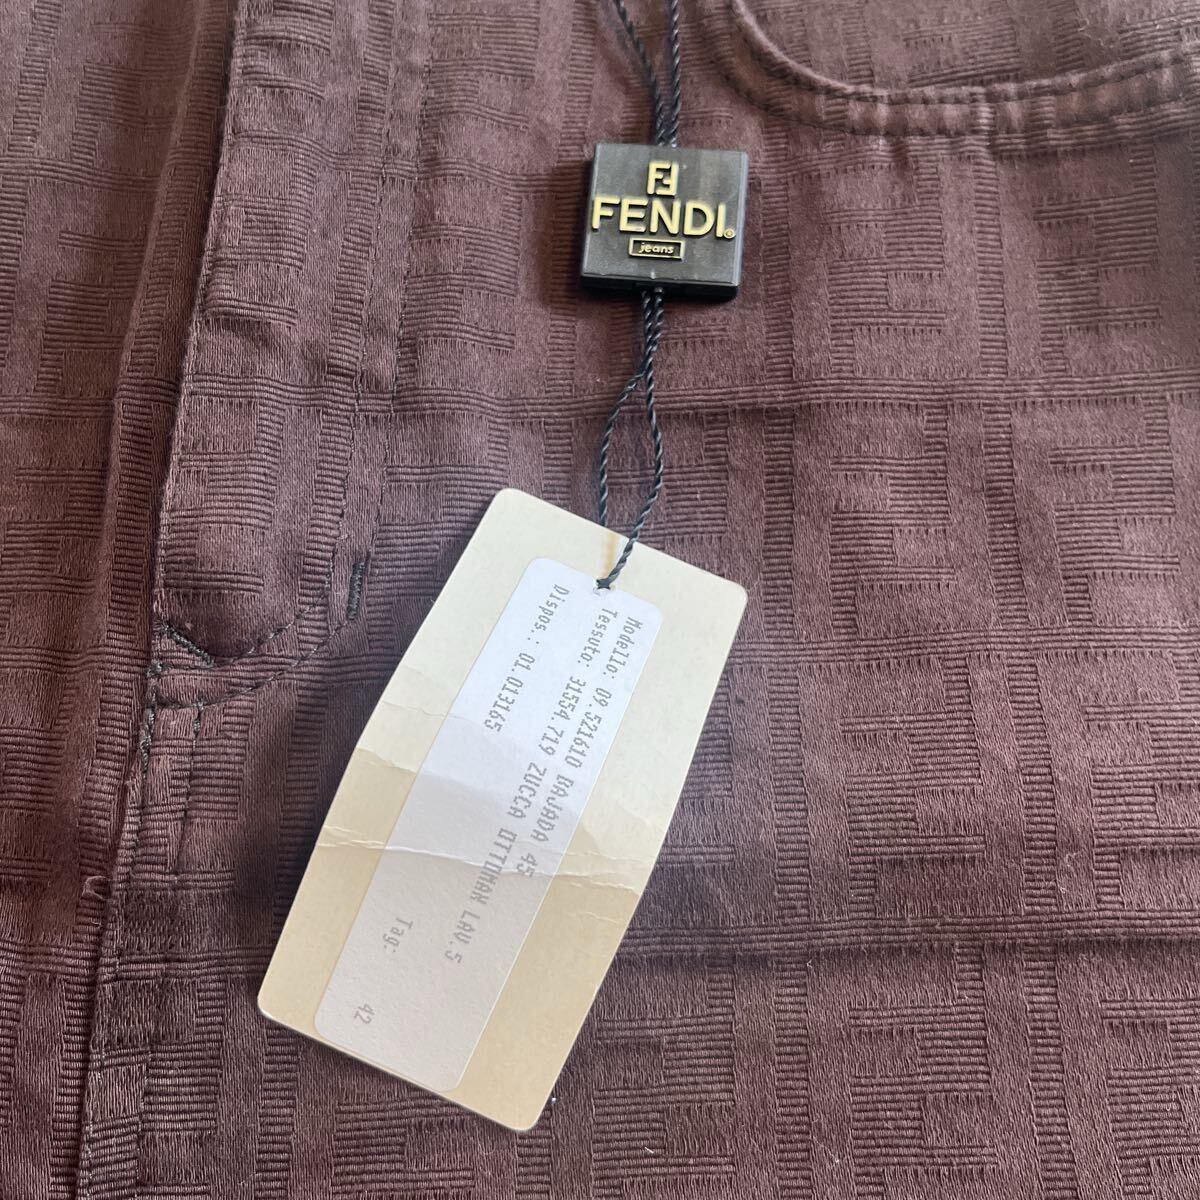 FENDI®
jeans
Modello: 09.521610 BAJADA 45
Tessuto: 31554.719 ZUCCA OTTOMAN LAV.5
Dispos.: 01.013165
Tag: 42